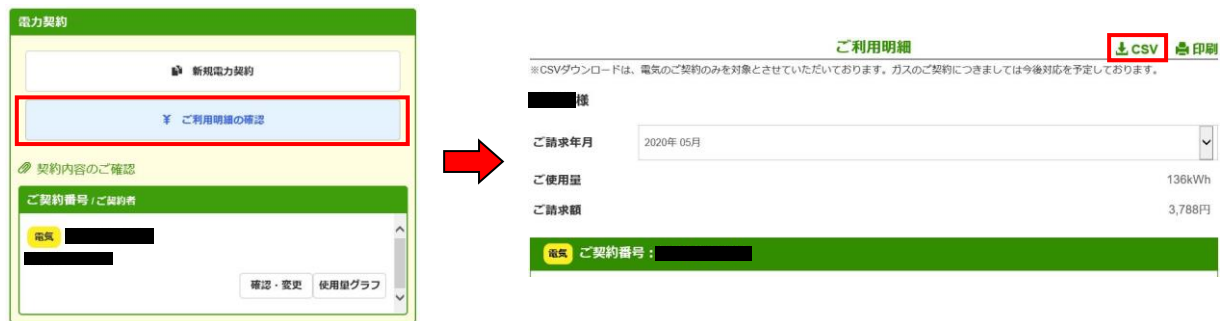 電力契約
新規電力契約
¥ ご利用明細の確認
契約内容のご確認
ご契約番号 / ご契約者
電気
確認・変更 使用量グラフ
ご利用明細
CSV 印刷
※CSVダウンロードは、電気のご契約のみを対象とさせていただいております。ガスのご契約につきましては今後対応を予定しております。
様
ご請求年月 2020年 05月
ご使用量 136kWh
ご請求額 3,788円
電気 ご契約番号：